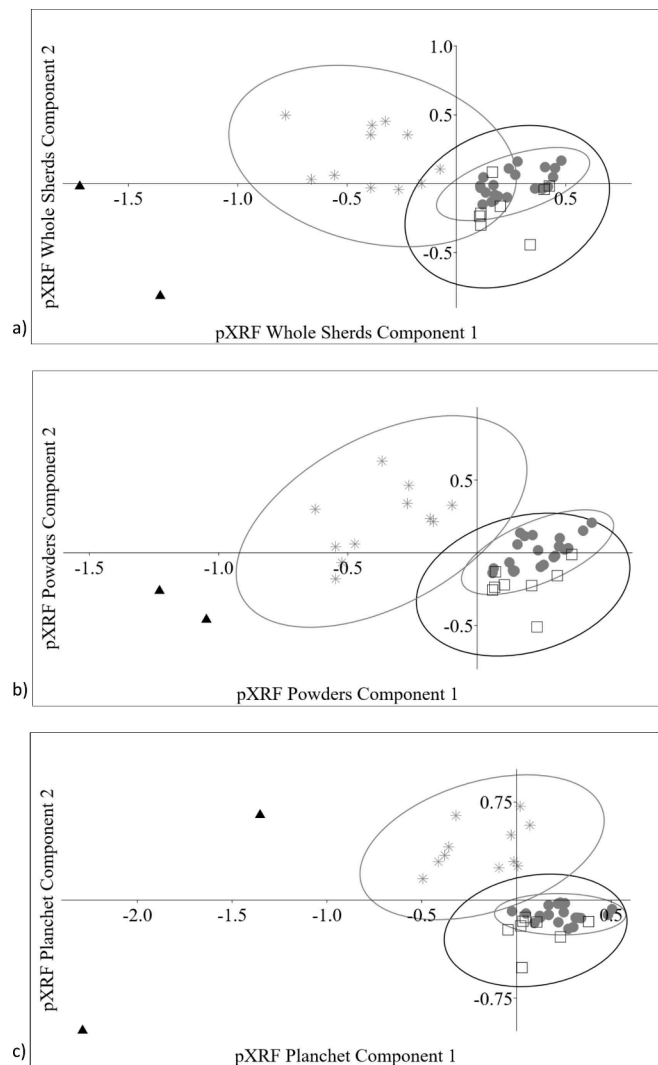 1.0
0.5
-1.5
-1.0
-0.5
0.5
-0.5
pXRF Whole Sherds Component 2
a)
pXRF Whole Sherds Component 1
0.5
-1.5
-1.0
-0.5
-0.5
pXRF Powders Component 2
b)
pXRF Powders Component 1
0.75
-2.0
-1.0
-0.5
0.5
-0.75
pXRF Planchet Component 2
c)
pXRF Planchet Component 1